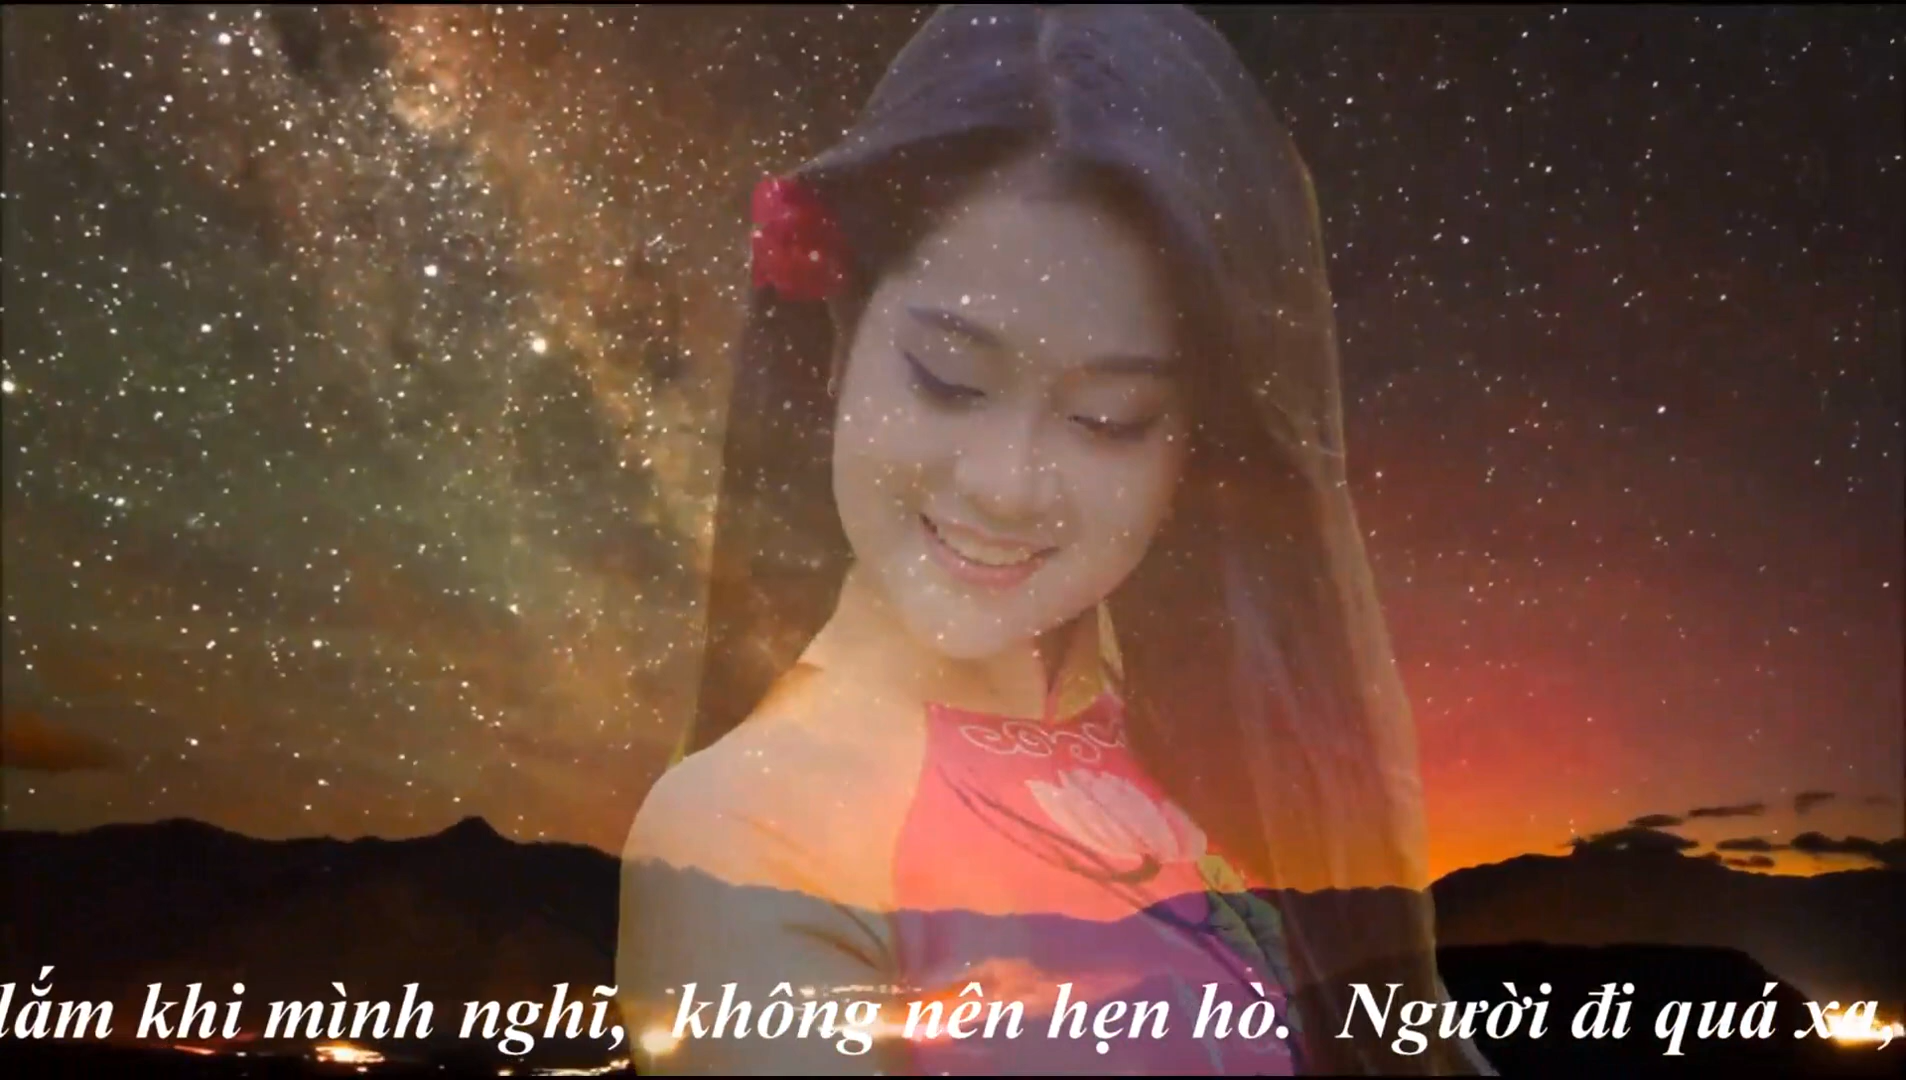 lắm khi mình nghĩ, không nên hẹn hò. Người đi quá xa,